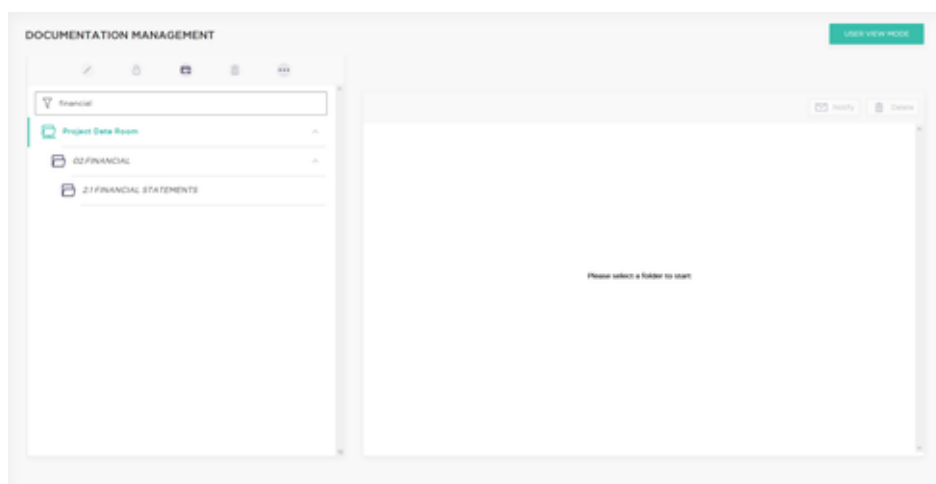 DOCUMENTATION MANAGEMENT
USER VIEW MODE
financial
Project Data Room
02.FINANCIAL
2.1 FINANCIAL STATEMENTS
Notify
Delete
Please select a folder to start